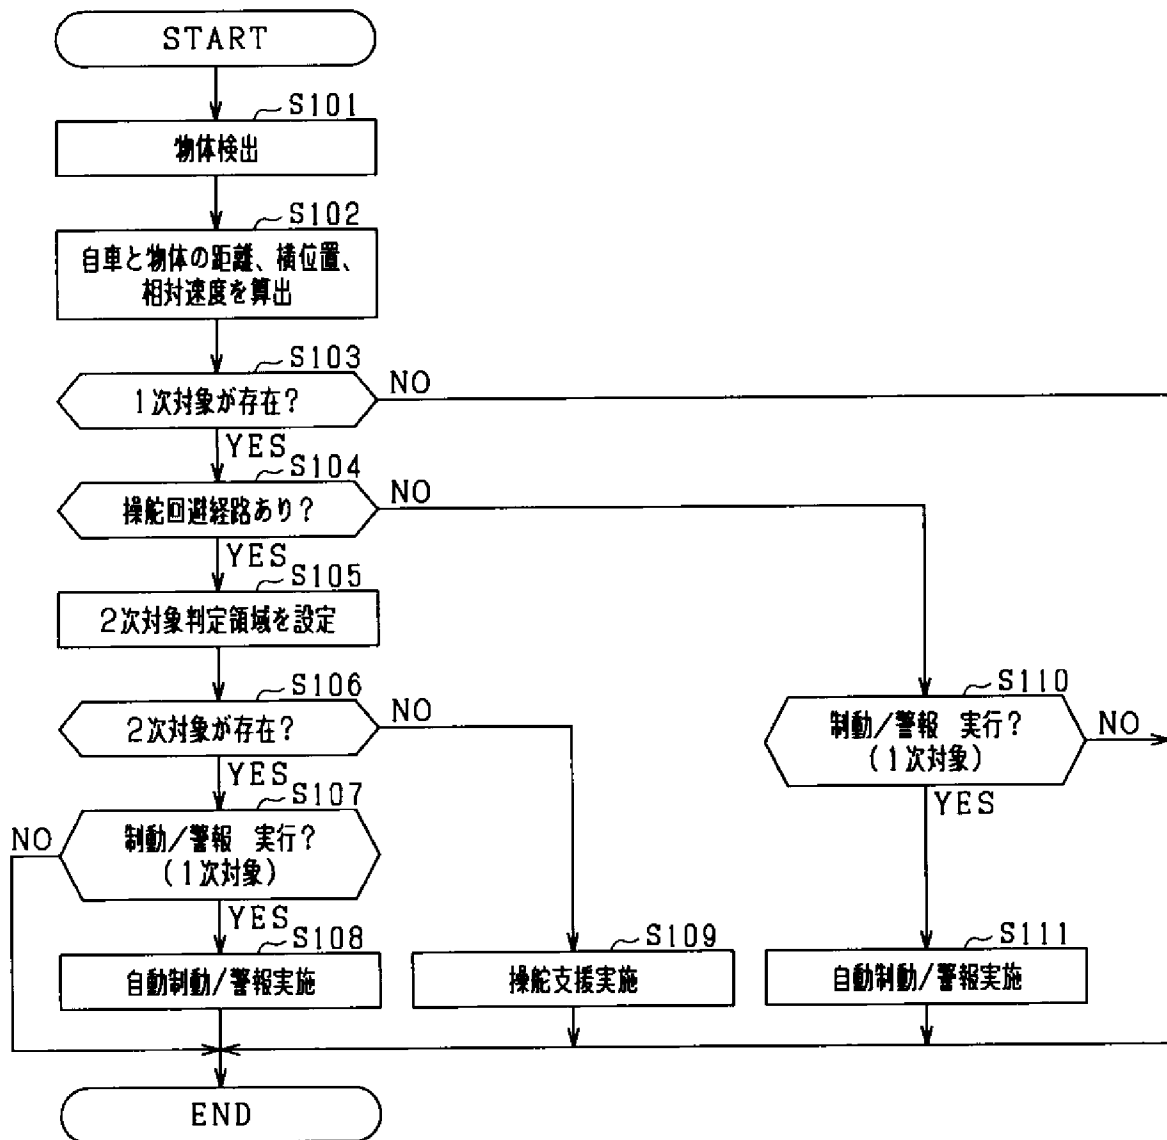 START
S101
物体検出
S102
自車と物体の距離、横位置、
相対速度を算出
S103
1次対象が存在?
NO
YES
S104
操舵回避経路あり?
NO
YES
S105
2次対象判定領域を設定
S106
2次対象が存在?
NO
YES
S107
制動/警報 実行?
(1次対象)
NO
YES
S108
自動制動/警報実施
S109
操舵支援実施
S110
制動/警報 実行?
(1次対象)
NO
YES
S111
自動制動/警報実施
END